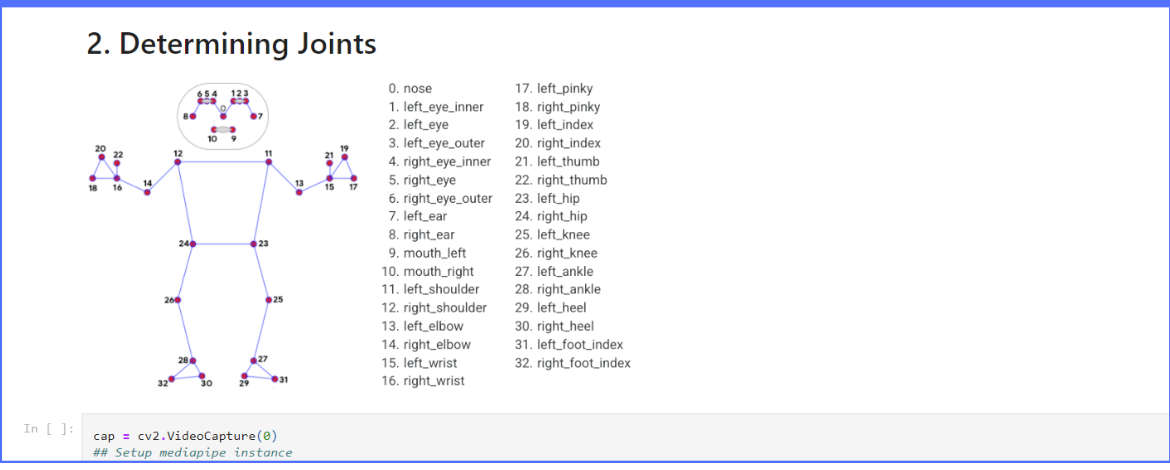 2. Determining Joints
6 5 4 1 2 3
0
8 7
10 9
20 22 12 11 21 19
18 16 14 13 15 17
24 23
26 25
28 27
32 30 29 31
0. nose
1. left_eye_inner
2. left_eye
3. left_eye_outer
4. right_eye_inner
5. right_eye
6. right_eye_outer
7. left_ear
8. right_ear
9. mouth_left
10. mouth_right
11. left_shoulder
12. right_shoulder
13. left_elbow
14. right_elbow
15. left_wrist
16. right_wrist
17. left_pinky
18. right_pinky
19. left_index
20. right_index
21. left_thumb
22. right_thumb
23. left_hip
24. right_hip
25. left_knee
26. right_knee
27. left_ankle
28. right_ankle
29. left_heel
30. right_heel
31. left_foot_index
32. right_foot_index
In [ ]:
cap = cv2.VideoCapture(0)
## Setup mediapipe instance